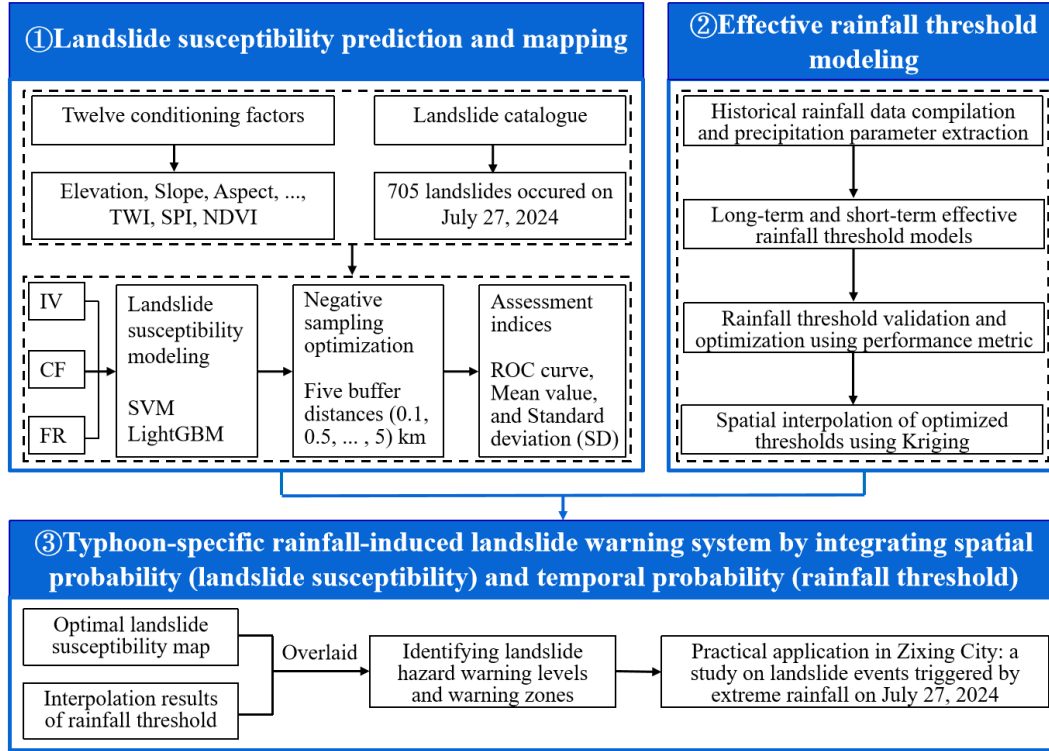 ①Landslide susceptibility prediction and mapping
Twelve conditioning factors
Landslide catalogue
Elevation, Slope, Aspect, ...,
TWI, SPI, NDVI
705 landslides occured on
July 27, 2024
IV
CF
FR
Landslide
susceptibility
modeling
SVM
LightGBM
Negative
sampling
optimization
Five buffer
distances (0.1,
0.5, ... , 5) km
Assessment
indices
ROC curve,
Mean value,
and Standard
deviation (SD)
②Effective rainfall threshold
modeling
Historical rainfall data compilation
and precipitation parameter extraction
Long-term and short-term effective
rainfall threshold models
Rainfall threshold validation and
optimization using performance metric
Spatial interpolation of optimized
thresholds using Kriging
③Typhoon-specific rainfall-induced landslide warning system by integrating spatial
probability (landslide susceptibility) and temporal probability (rainfall threshold)
Optimal landslide
susceptibility map
Interpolation results
of rainfall threshold
Overlaid
Identifying landslide
hazard warning levels
and warning zones
Practical application in Zixing City: a
study on landslide events triggered by
extreme rainfall on July 27, 2024